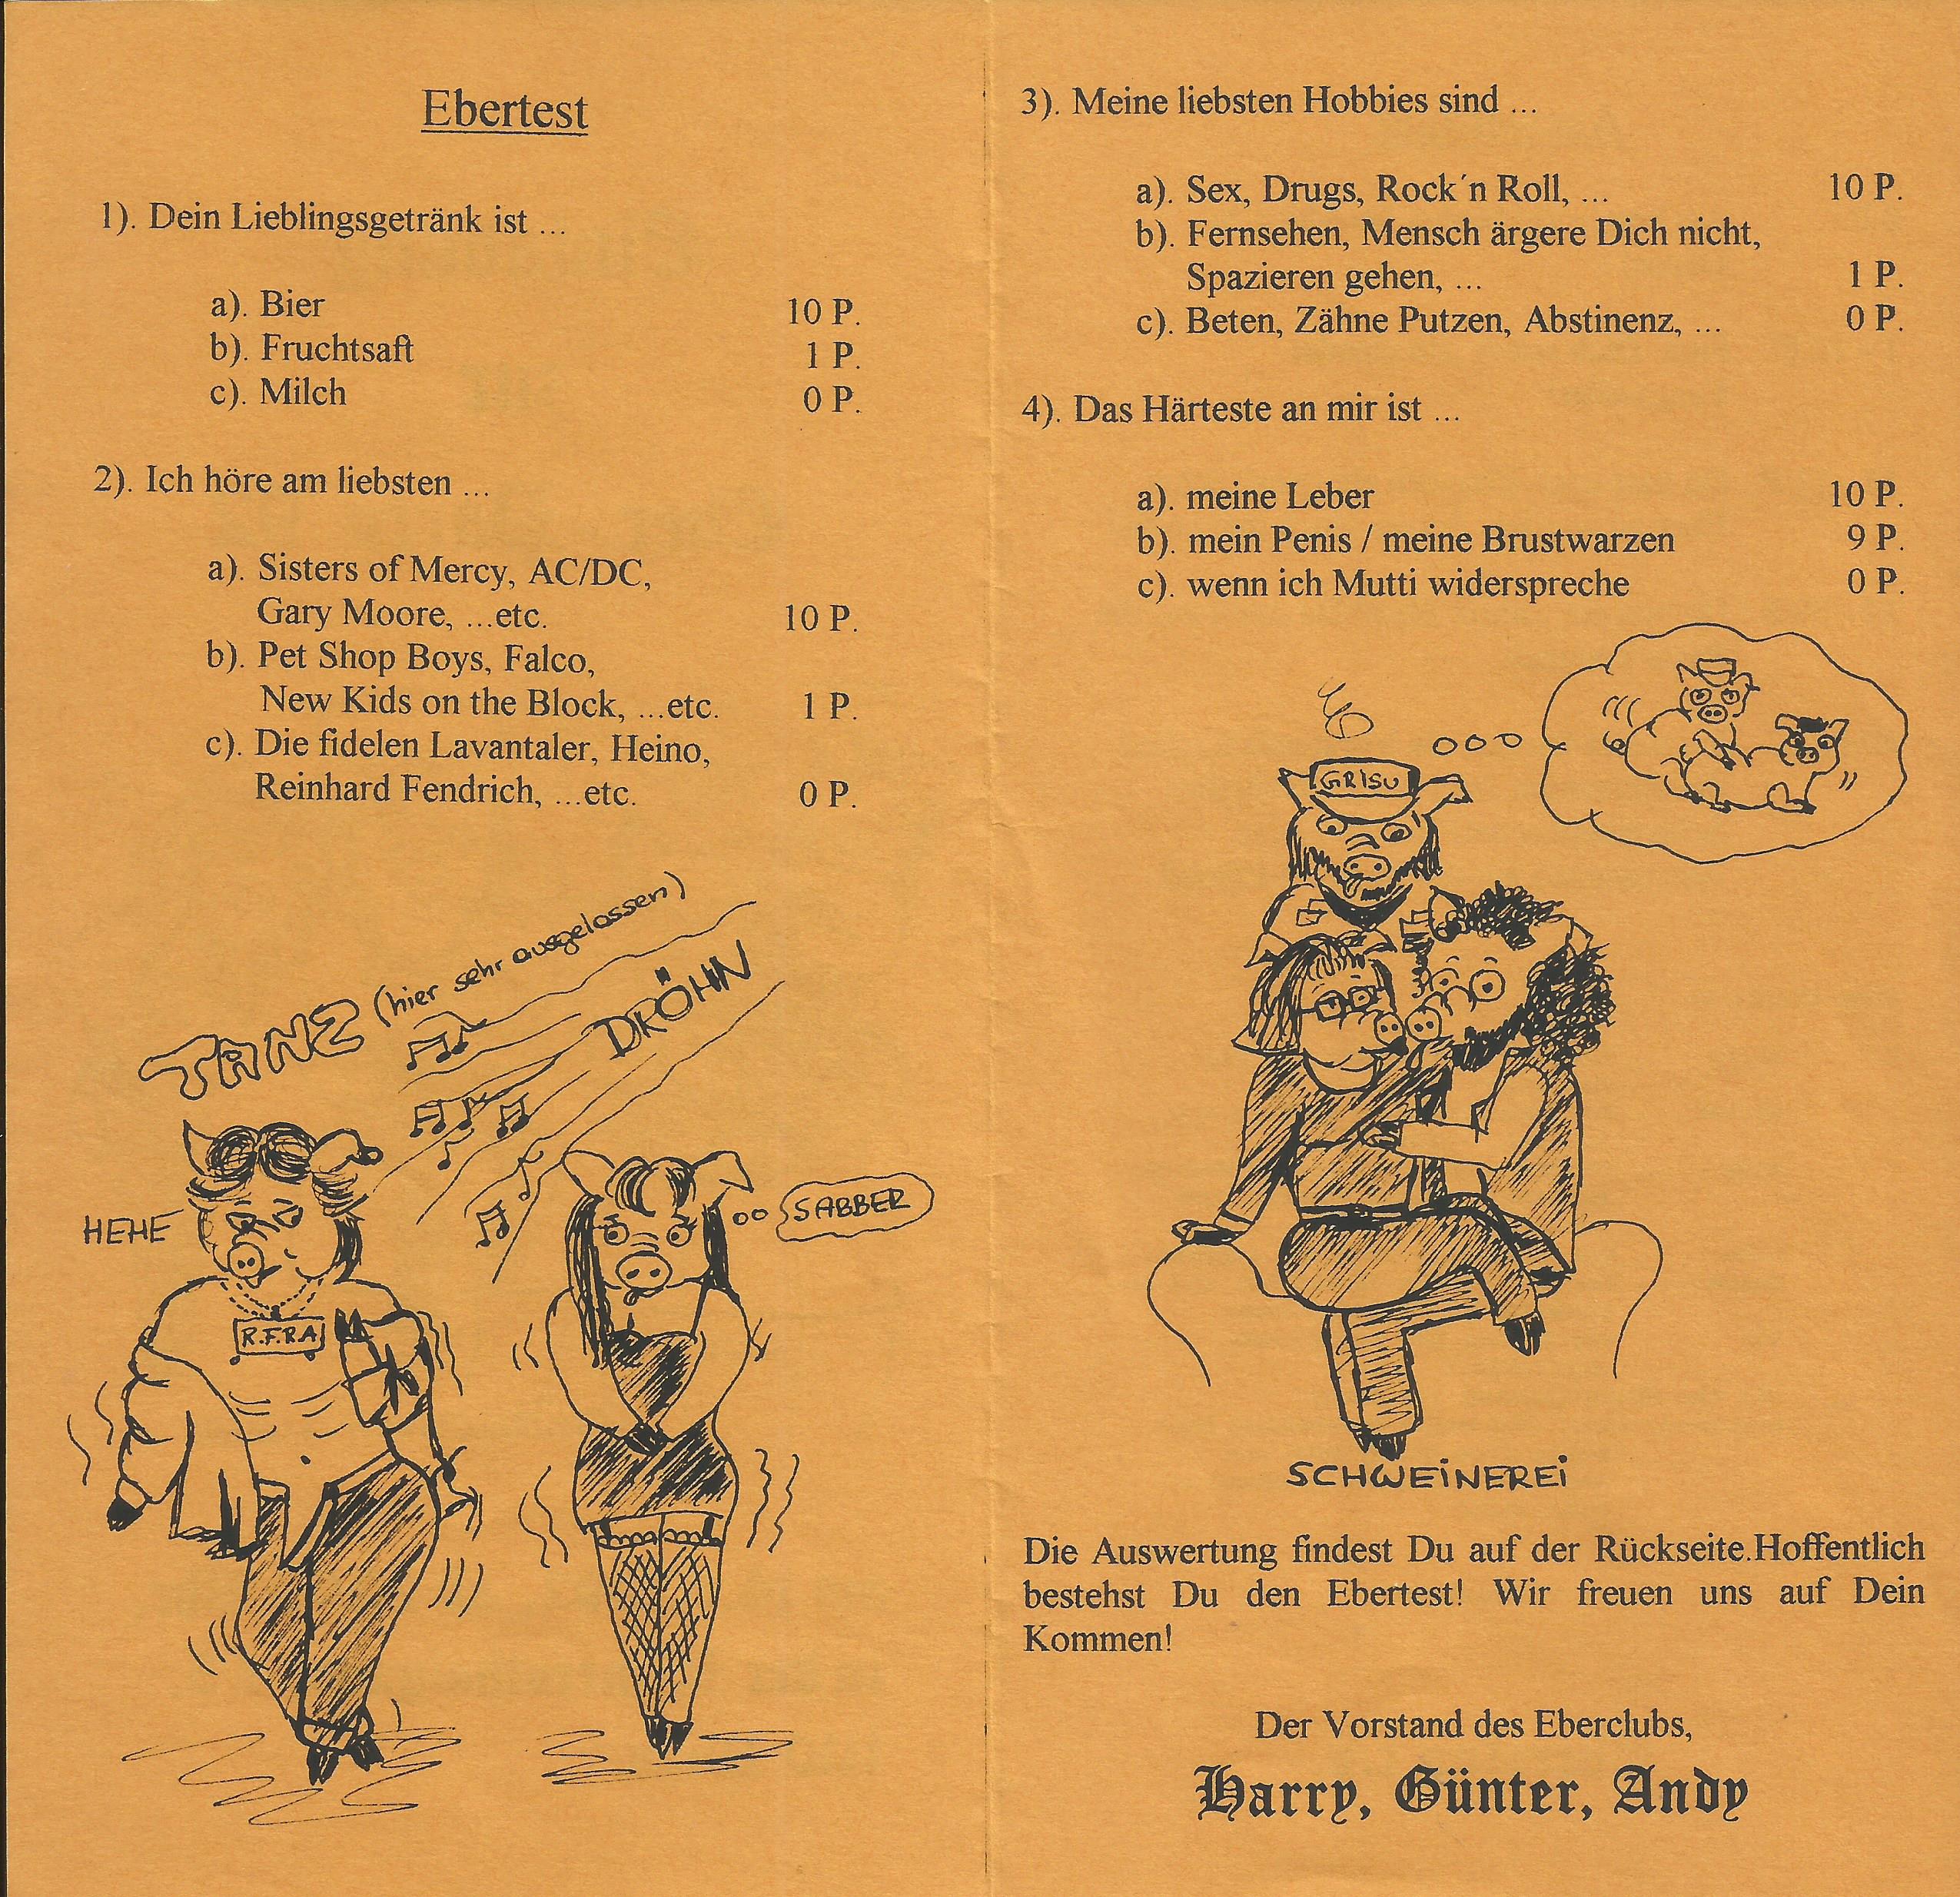 Ebertest
1). Dein Lieblingsgetränk ist ...
a). Bier 10 P.
b). Fruchtsaft 1 P.
c). Milch 0 P.
2). Ich höre am liebsten ...
a). Sisters of Mercy, AC/DC,
Gary Moore, ...etc. 10 P.
b). Pet Shop Boys, Falco,
New Kids on the Block, ...etc. 1 P.
c). Die fidelen Lavantaler, Heino,
Reinhard Fendrich, ...etc. 0 P.
TANZ (hier sehr ausgelassen)
DRÖHN
HEHE
SABBER
R.F.R.A
3). Meine liebsten Hobbies sind ...
a). Sex, Drugs, Rock´n Roll, ... 10 P.
b). Fernsehen, Mensch ärgere Dich nicht,
Spazieren gehen, ... 1 P.
c). Beten, Zähne Putzen, Abstinenz, ... 0 P.
4). Das Härteste an mir ist ...
a). meine Leber 10 P.
b). mein Penis / meine Brustwarzen 9 P.
c). wenn ich Mutti widerspreche 0 P.
GRISU
SCHWEINEREI
Die Auswertung findest Du auf der Rückseite.Hoffentlich
bestehst Du den Ebertest! Wir freuen uns auf Dein
Kommen!
Der Vorstand des Eberclubs,
Harry, Günter, Andy